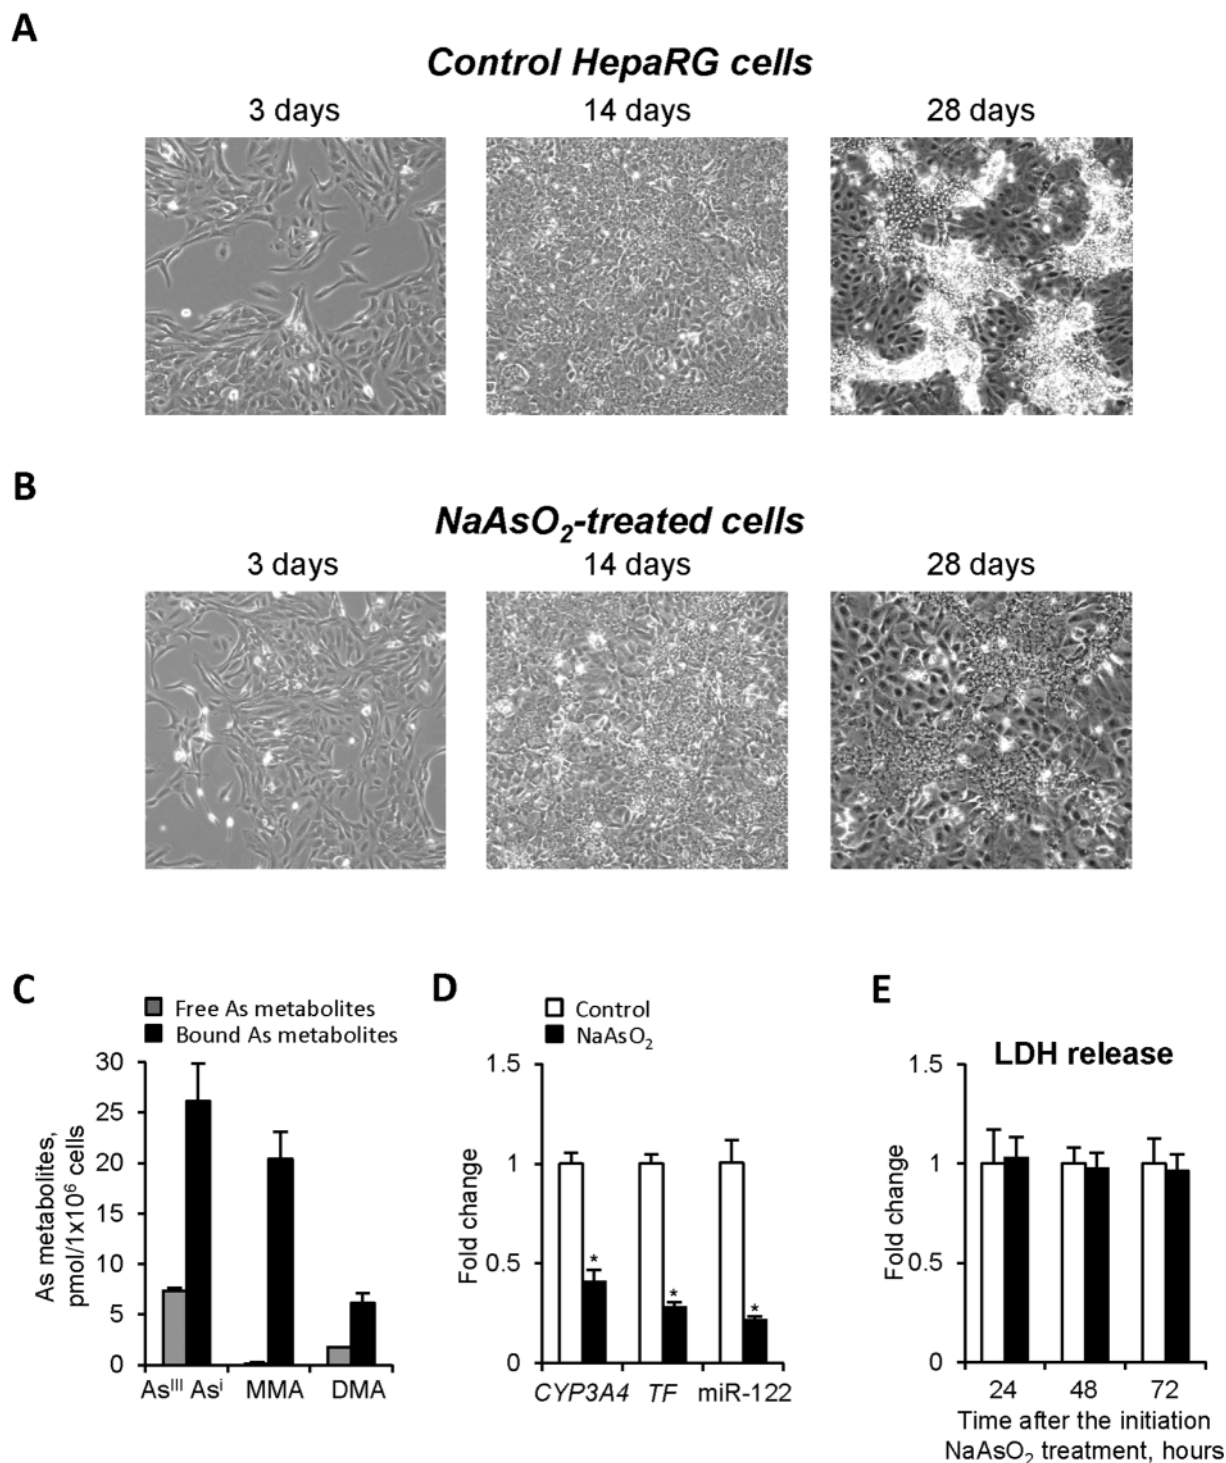 A
Control HepaRG cells
3 days
14 days
28 days
B
NaAsO₂-treated cells
3 days
14 days
28 days
C
Free As metabolites
Bound As metabolites
As metabolites,
pmol/1x10⁶ cells
30
25
20
15
10
5
0
Asᴵᴵᴵ Asⁱ
MMA
DMA
D
Control
NaAsO₂
Fold change
1.5
1
0.5
0
*
*
*
CYP3A4
TF
miR-122
E
LDH release
Fold change
1.5
1
0.5
0
24
48
72
Time after the initiation
NaAsO₂ treatment, hours